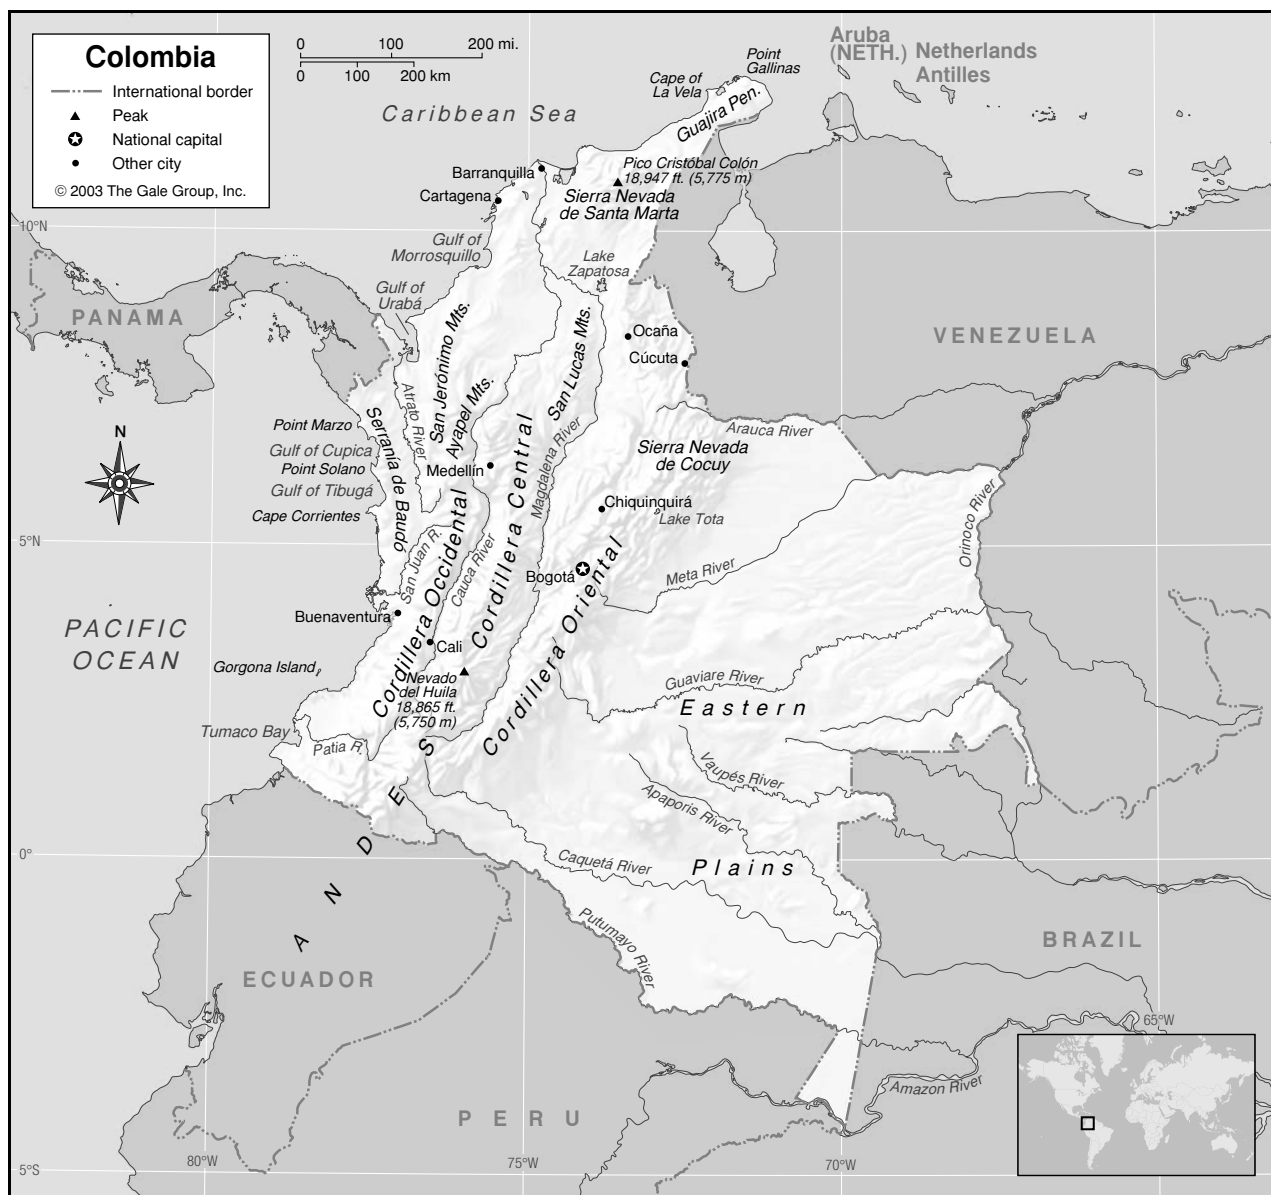 Colombia
International border
Peak
National capital
Other city
© 2003 The Gale Group, Inc.
0 100 200 mi.
0 100 200 km
Aruba
(NETH.)
Netherlands
Antilles
Point
Gallinas
Cape of
La Vela
Guajira Pen.
Caribbean Sea
Barranquilla
Cartagena
Pico Cristóbal Colón
18,947 ft. (5,775 m)
Sierra Nevada
de Santa Marta
10°N
Gulf of
Morrosquillo
Lake
Zapatosa
Gulf of
Urabá
PANAMA
VENEZUELA
Ocaña
Cúcuta
San Jerónimo Mts.
Ayapel Mts.
San Lucas Mts.
Atrato River
Serranía de Baudó
Point Marzo
Gulf of Cupica
Point Solano
Gulf of Tibugá
Cape Corrientes
N
Medellín
Magdalena River
Arauca River
Sierra Nevada
de Cocuy
Chiquinquirá
Lake Tota
Orinoco River
5°N
San Juan R.
Cordillera Occidental
Cauca River
Cordillera Central
Bogotá
Cordillera Oriental
Meta River
Buenaventura
PACIFIC
OCEAN
Cali
Gorgona Island
Nevado
del Huila
18,865 ft.
(5,750 m)
Guaviare River
Eastern
Tumaco Bay
Patia R.
Vaupés River
Apaporis River
ANDES
0°
Caquetá River
Plains
Putumayo River
BRAZIL
ECUADOR
65°W
Amazon River
PERU
5°S
80°W
75°W
70°W